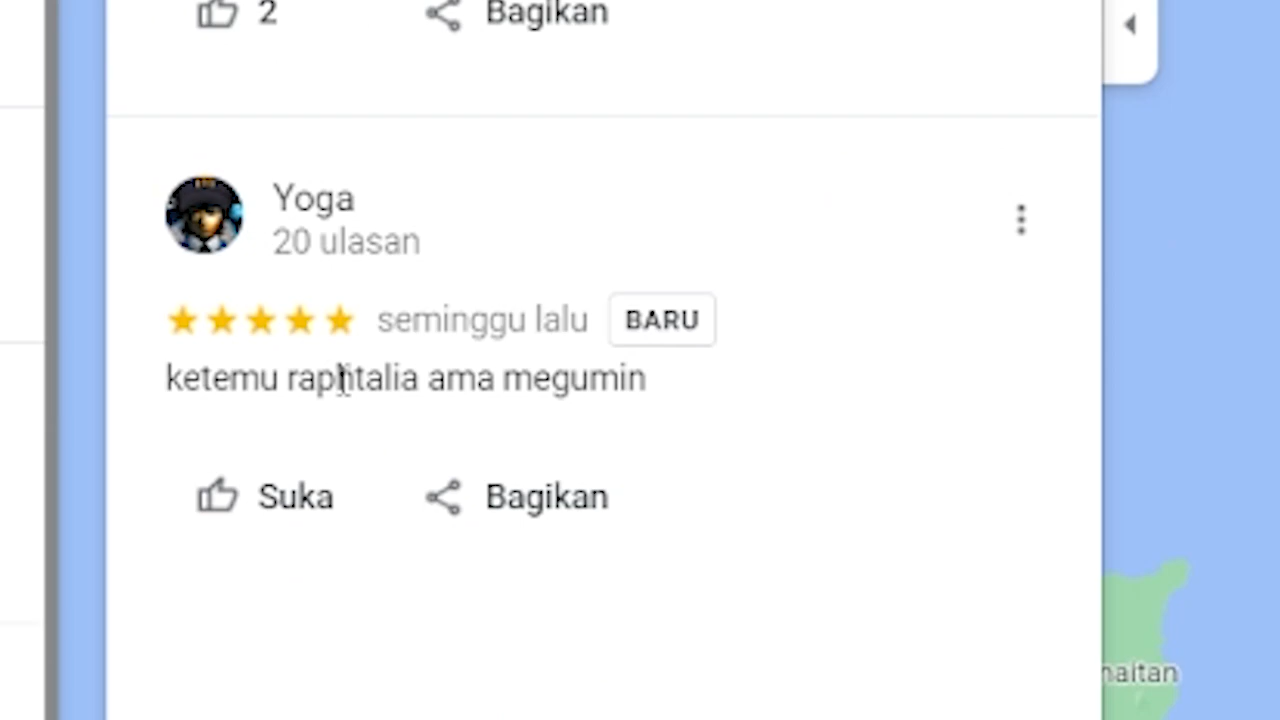 2 Bagikan
Yoga
20 ulasan
seminggu lalu BARU
ketemu raphtalia ama megumin
Suka Bagikan
naitan